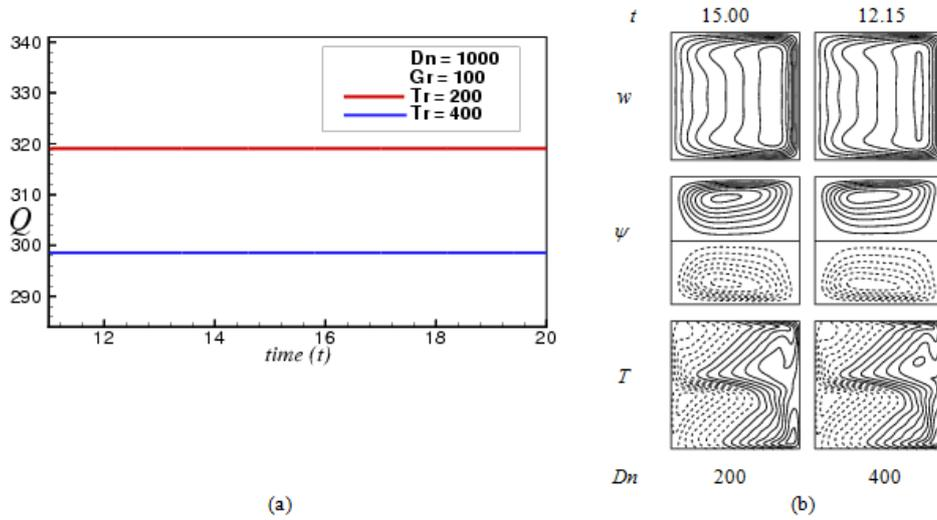 340
330
320
310
300
290
Q
12
14
16
18
20
time (t)
Dn = 1000
Gr = 100
Tr = 200
Tr = 400
(a)
t 15.00 12.15
w
ψ
T
Dn 200 400
(b)